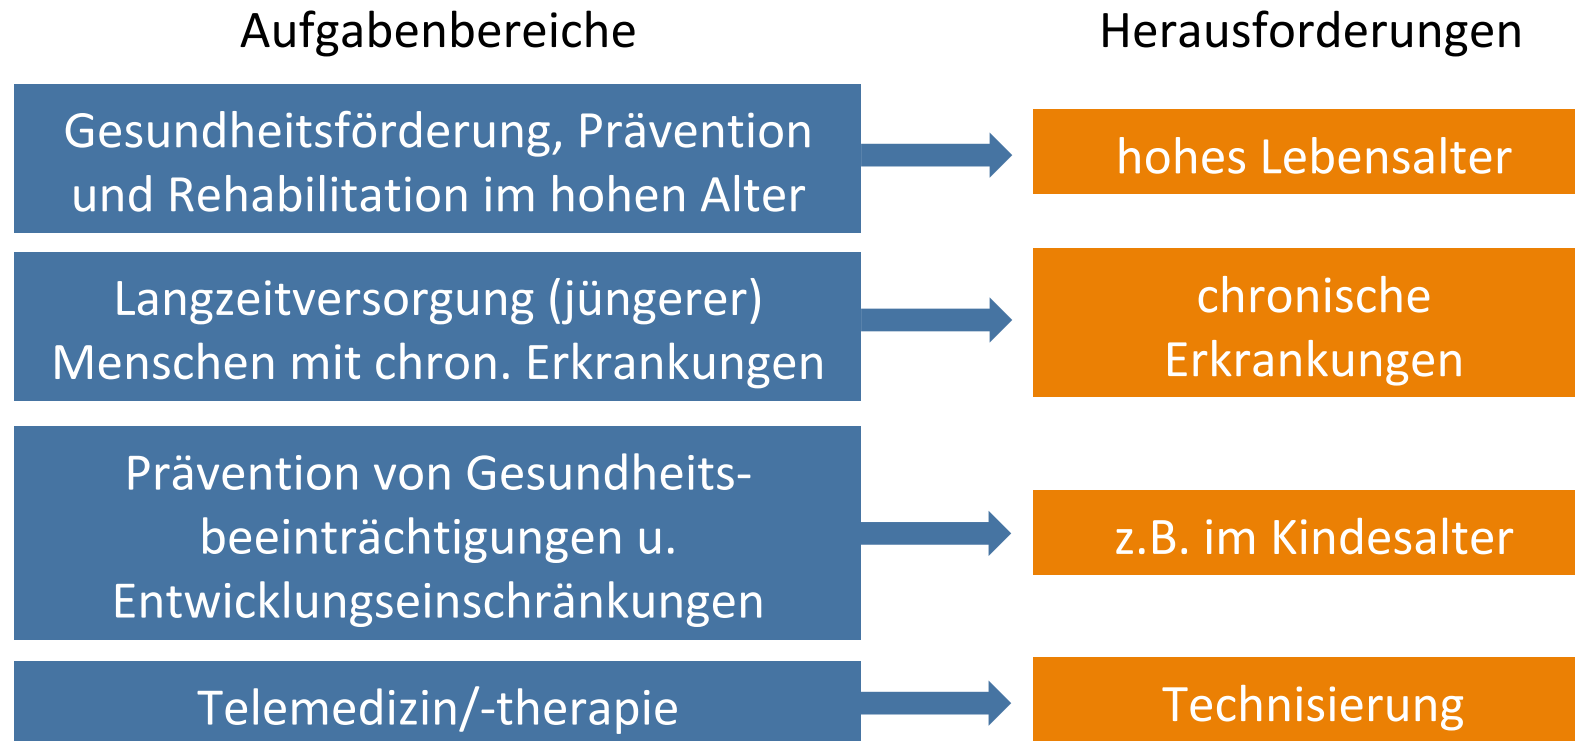 Aufgabenbereiche
Herausforderungen
Gesundheitsförderung, Prävention
und Rehabilitation im hohen Alter
hohes Lebensalter
Langzeitversorgung (jüngerer)
Menschen mit chron. Erkrankungen
chronische
Erkrankungen
Prävention von Gesundheits-
beeinträchtigungen u.
Entwicklungseinschränkungen
z.B. im Kindesalter
Telemedizin/-therapie
Technisierung